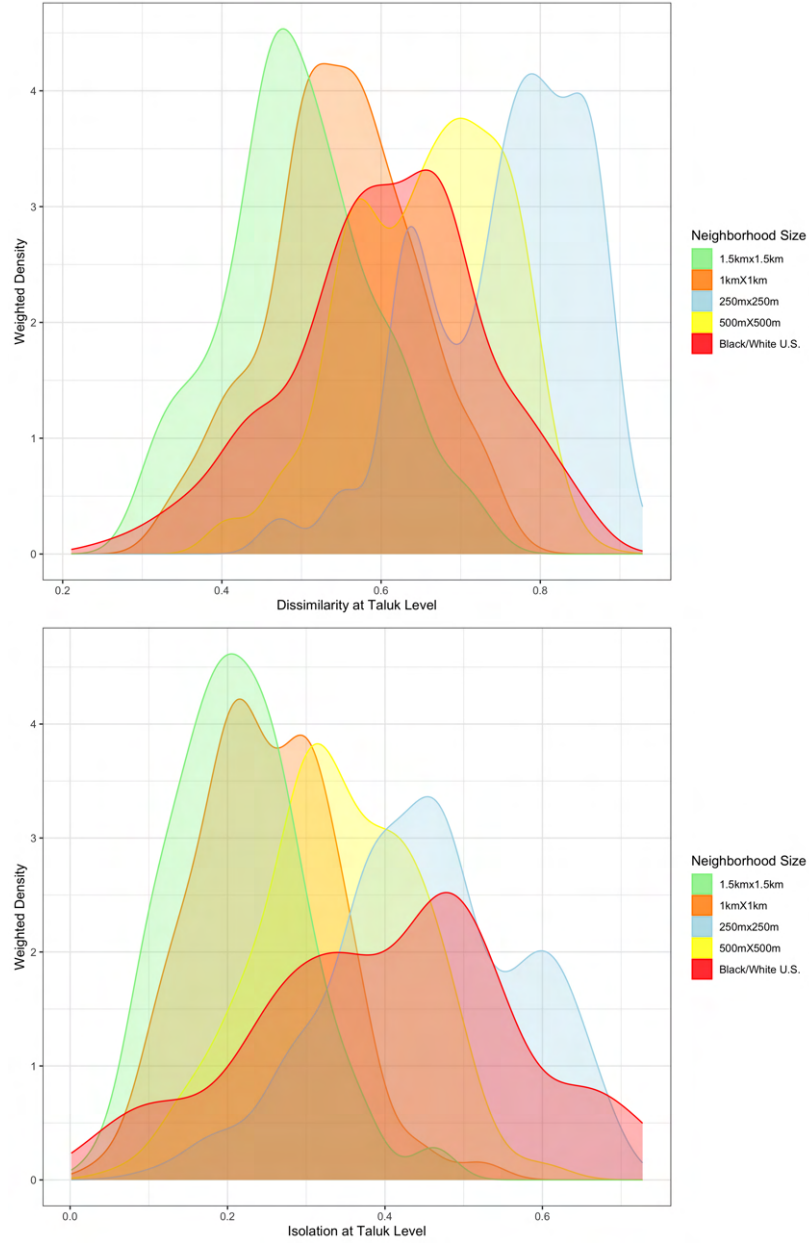 4
3
2
1
0
Weighted Density
0.2
0.4
0.6
0.8
Dissimilarity at Taluk Level
Neighborhood Size
1.5kmx1.5km
1kmX1km
250mx250m
500mX500m
Black/White U.S.
4
3
2
1
0
Weighted Density
0.0
0.2
0.4
0.6
Isolation at Taluk Level
Neighborhood Size
1.5kmx1.5km
1kmX1km
250mx250m
500mX500m
Black/White U.S.